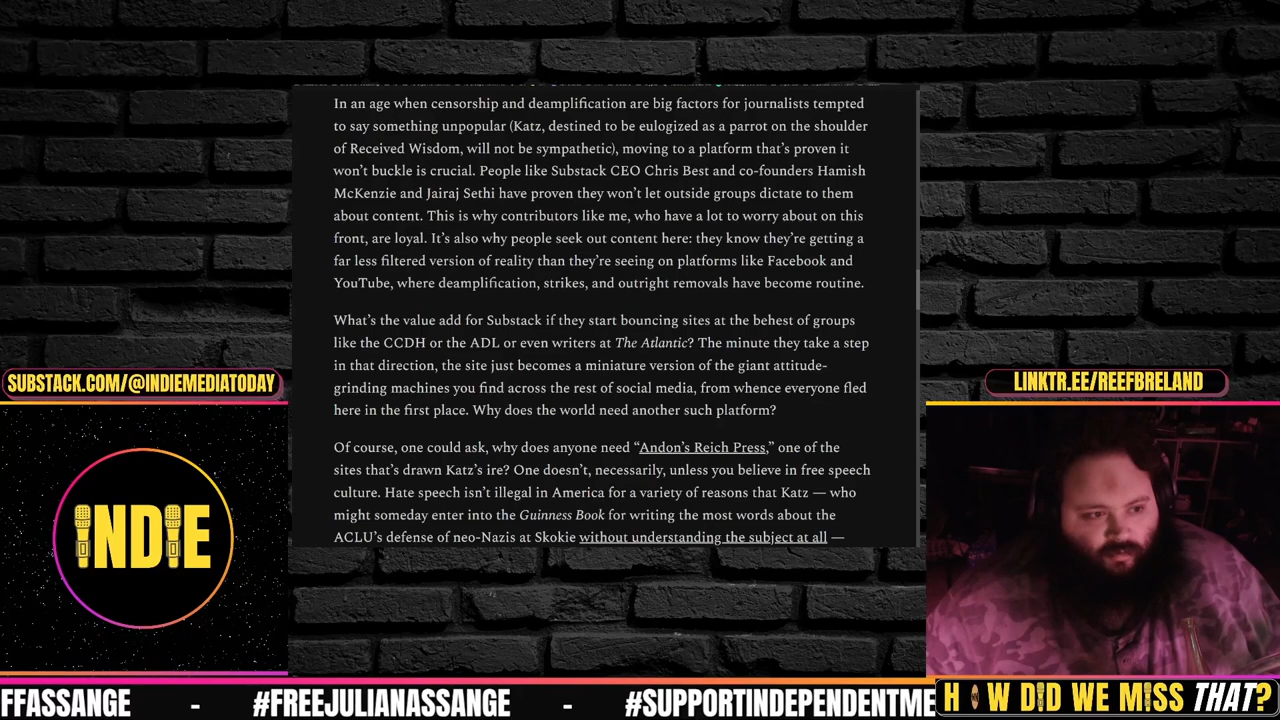 In an age when censorship and deamplification are big factors for journalists tempted
to say something unpopular (Katz, destined to be eulogized as a parrot on the shoulder
of Received Wisdom, will not be sympathetic), moving to a platform that’s proven it
won’t buckle is crucial. People like Substack CEO Chris Best and co-founders Hamish
McKenzie and Jairaj Sethi have proven they won’t let outside groups dictate to them
about content. This is why contributors like me, who have a lot to worry about on this
front, are loyal. It’s also why people seek out content here: they know they’re getting a
far less filtered version of reality than they’re seeing on platforms like Facebook and
YouTube, where deamplification, strikes, and outright removals have become routine.
What’s the value add for Substack if they start bouncing sites at the behest of groups
like the CCDH or the ADL or even writers at The Atlantic? The minute they take a step
in that direction, the site just becomes a miniature version of the giant attitude-
grinding machines you find across the rest of social media, from whence everyone fled
here in the first place. Why does the world need another such platform?
Of course, one could ask, why does anyone need “Andon’s Reich Press,” one of the
sites that’s drawn Katz’s ire? One doesn’t, necessarily, unless you believe in free speech
culture. Hate speech isn’t illegal in America for a variety of reasons that Katz — who
might someday enter into the Guinness Book for writing the most words about the
ACLU’s defense of neo-Nazis at Skokie without understanding the subject at all —
SUBSTACK.COM/@INDIEMEDIATODAY
INDIE
LINKTR.EE/REEFBRELAND
FFASSANGE - #FREEJULIANASSANGE - #SUPPORTINDEPENDENTME
HOW DID WE MISS THAT?